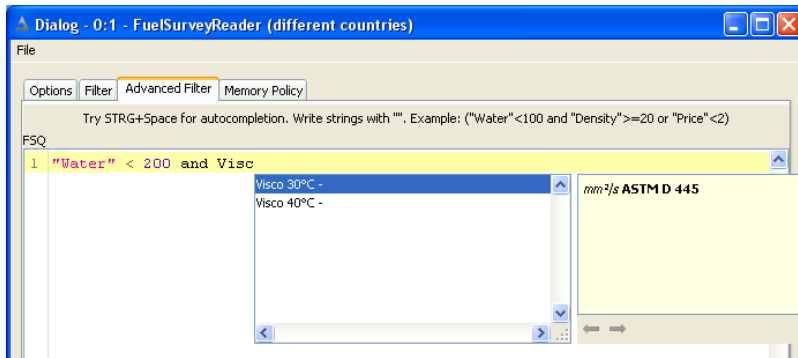 Dialog - 0:1 - FuelSurveyReader (different countries)
File
Options Filter Advanced Filter Memory Policy
Try STRG+Space for autocompletion. Write strings with "". Example: ("Water"<100 and "Density">=20 or "Price"<2)
FSQ
1 "Water" < 200 and Visc
Visco 30°C -
Visco 40°C -
mm²/s ASTM D 445